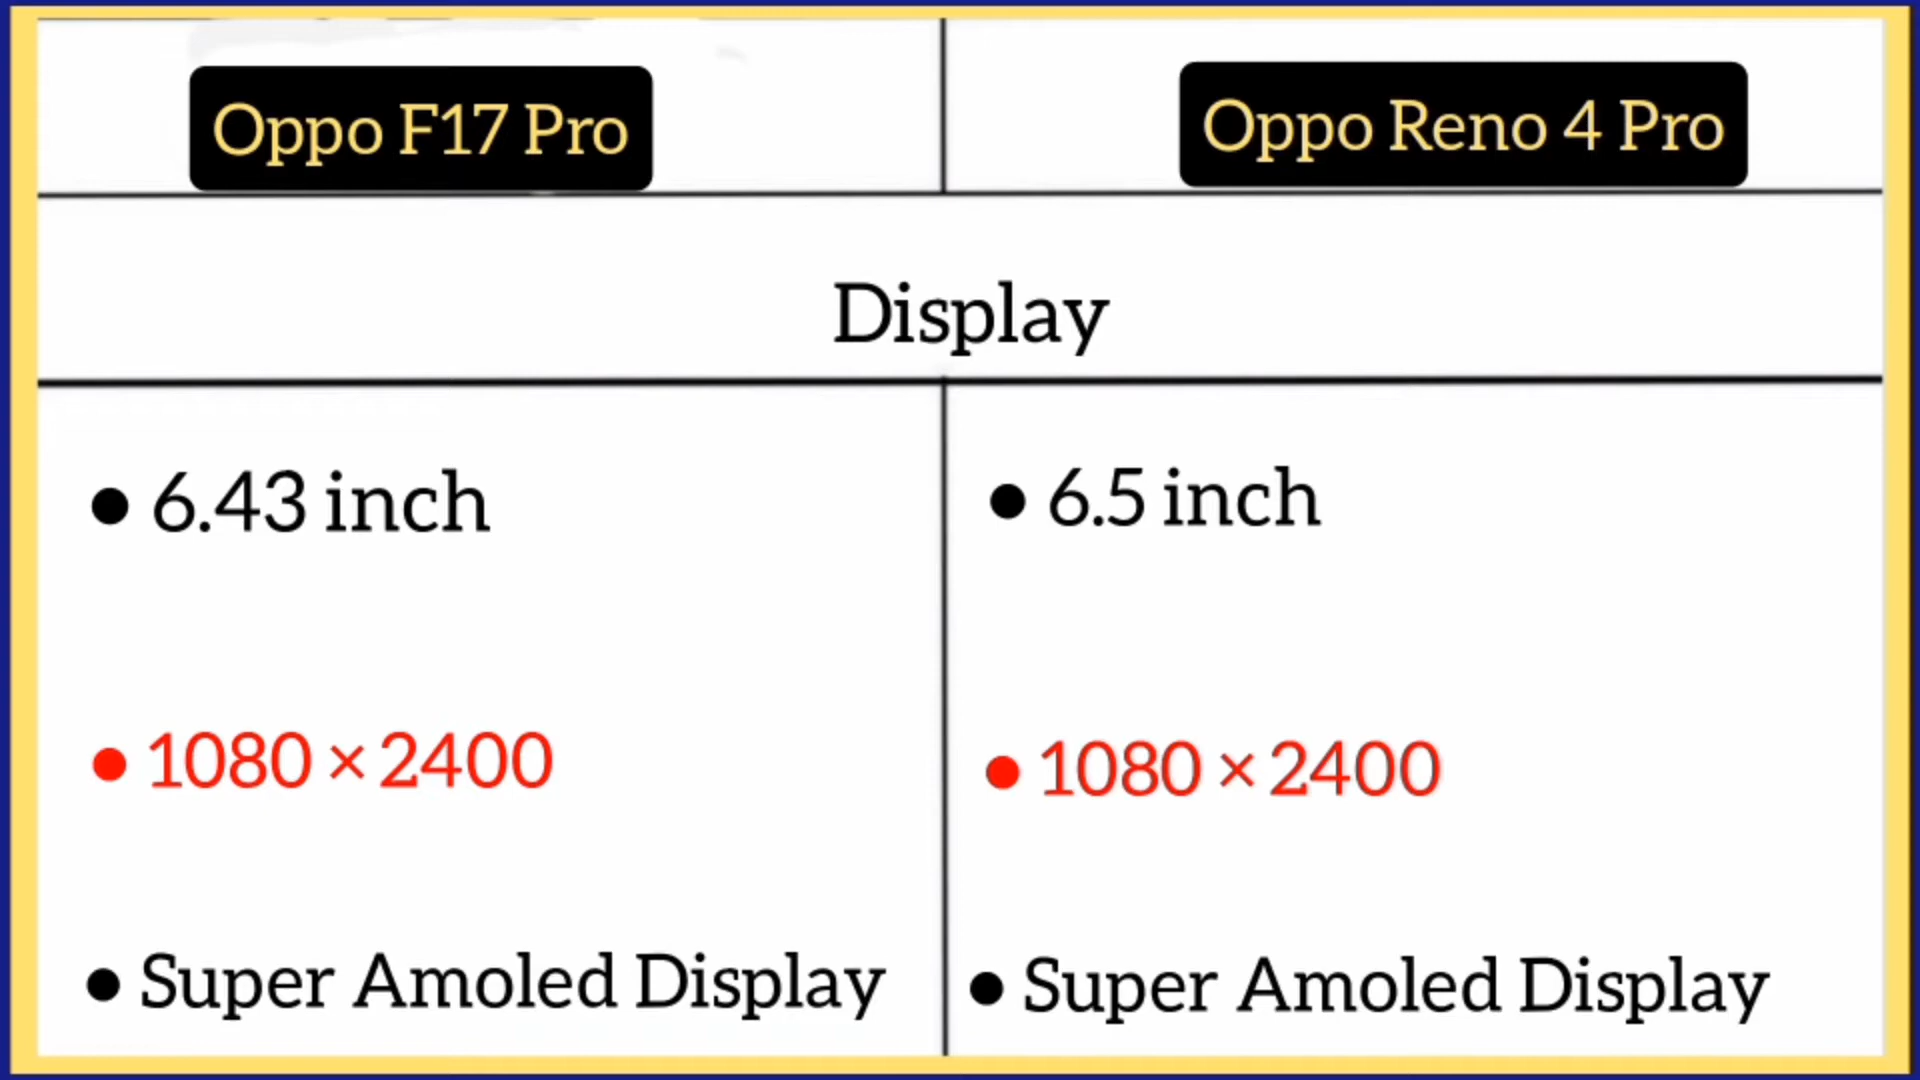 Oppo F17 Pro
Oppo Reno 4 Pro
Display
● 6.43 inch
● 6.5 inch
● 1080 × 2400
● 1080 × 2400
● Super Amoled Display
● Super Amoled Display